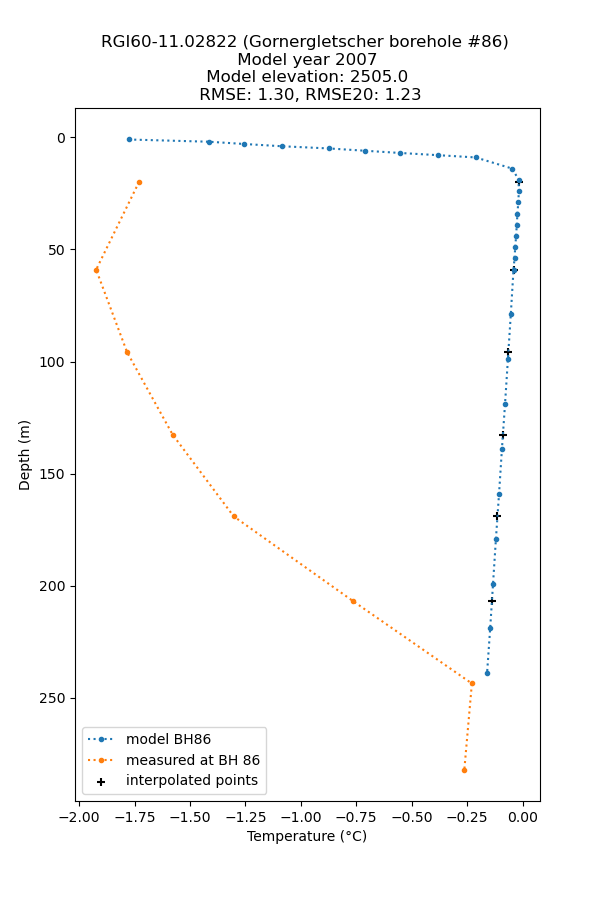 RGI60-11.02822 (Gornergletscher borehole #86)
Model year 2007
Model elevation: 2505.0
RMSE: 1.30, RMSE20: 1.23
0
50
100
150
200
250
Depth (m)
model BH86
measured at BH 86
interpolated points
−2.00 −1.75 −1.50 −1.25 −1.00 −0.75 −0.50 −0.25 0.00
Temperature (°C)